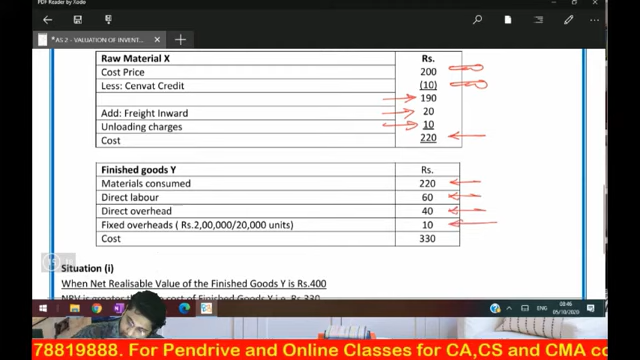 PDF Reader by Xodo
*AS 2 - VALUATION OF INVENT
Raw Material X Rs.
Cost Price 200
Less: Cenvat Credit (10)
190
Add: Freight Inward 20
Unloading charges 10
Cost 220
Finished goods Y Rs.
Materials consumed 220
Direct labour 60
Direct overhead 40
Fixed overheads ( Rs.2,00,000/20,000 units) 10
Cost 330
Situation (i)
When Net Realisable Value of the Finished Goods Y is Rs.400
NRV is greater cost of Finished Goods Y i.e. Rs.330
ENG
08:46
05/10/2020
78819888. For Pendrive and Online Classes for CA,CS and CMA co